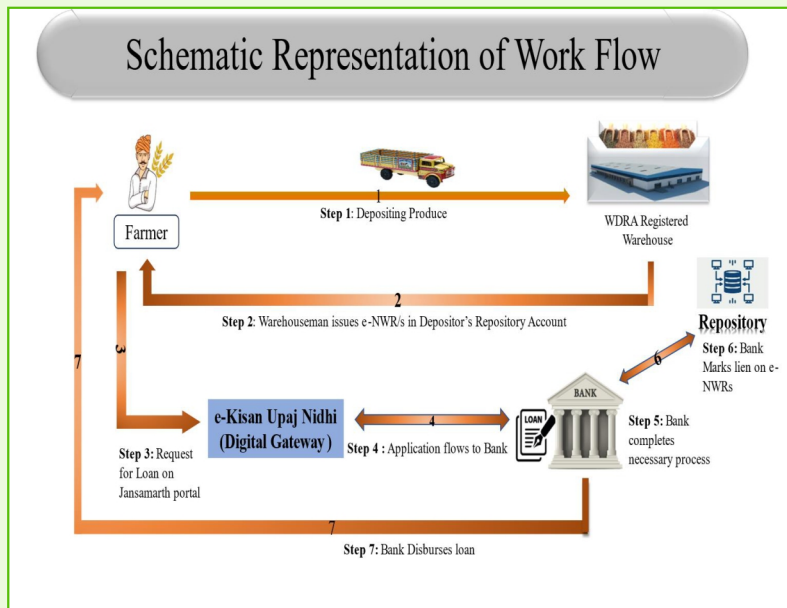 Schematic Representation of Work Flow
1
Step 1: Depositing Produce
Farmer
WDRA Registered
Warehouse
2
Step 2: Warehouseman issues e-NWR/s in Depositor's Repository Account
Repository
Step 6: Bank
Marks lien on e-
NWRs
6
7
3
BANK
LOAN
e-Kisan Upaj Nidhi
(Digital Gateway)
4
Step 5: Bank
completes
necessary process
Step 3: Request
for Loan on
Jansamarth portal
Step 4 : Application flows to Bank
7
Step 7: Bank Disburses loan